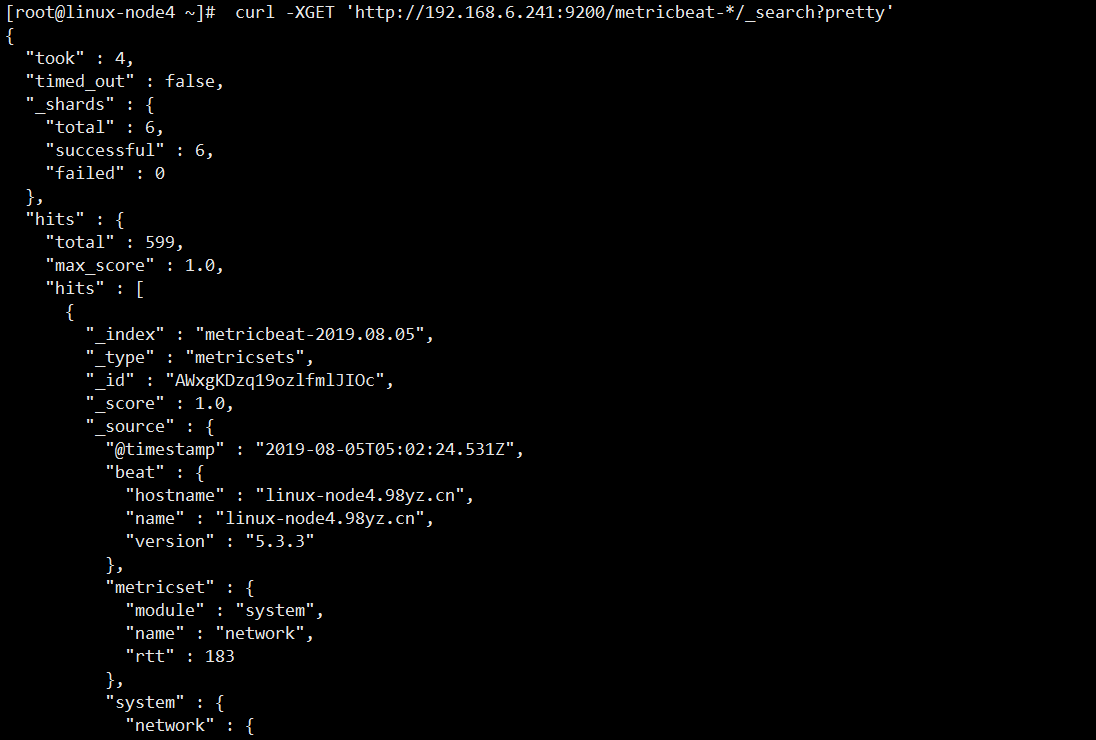 [root@linux-node4 ~]#  curl -XGET 'http://192.168.6.241:9200/metricbeat-*/_search?pretty'
{
  "took" : 4,
  "timed_out" : false,
  "_shards" : {
    "total" : 6,
    "successful" : 6,
    "failed" : 0
  },
  "hits" : {
    "total" : 599,
    "max_score" : 1.0,
    "hits" : [
      {
        "_index" : "metricbeat-2019.08.05",
        "_type" : "metricsets",
        "_id" : "AWxgKDzq19ozlfmlJIOc",
        "_score" : 1.0,
        "_source" : {
          "@timestamp" : "2019-08-05T05:02:24.531Z",
          "beat" : {
            "hostname" : "linux-node4.98yz.cn",
            "name" : "linux-node4.98yz.cn",
            "version" : "5.3.3"
          },
          "metricset" : {
            "module" : "system",
            "name" : "network",
            "rtt" : 183
          },
          "system" : {
            "network" : {